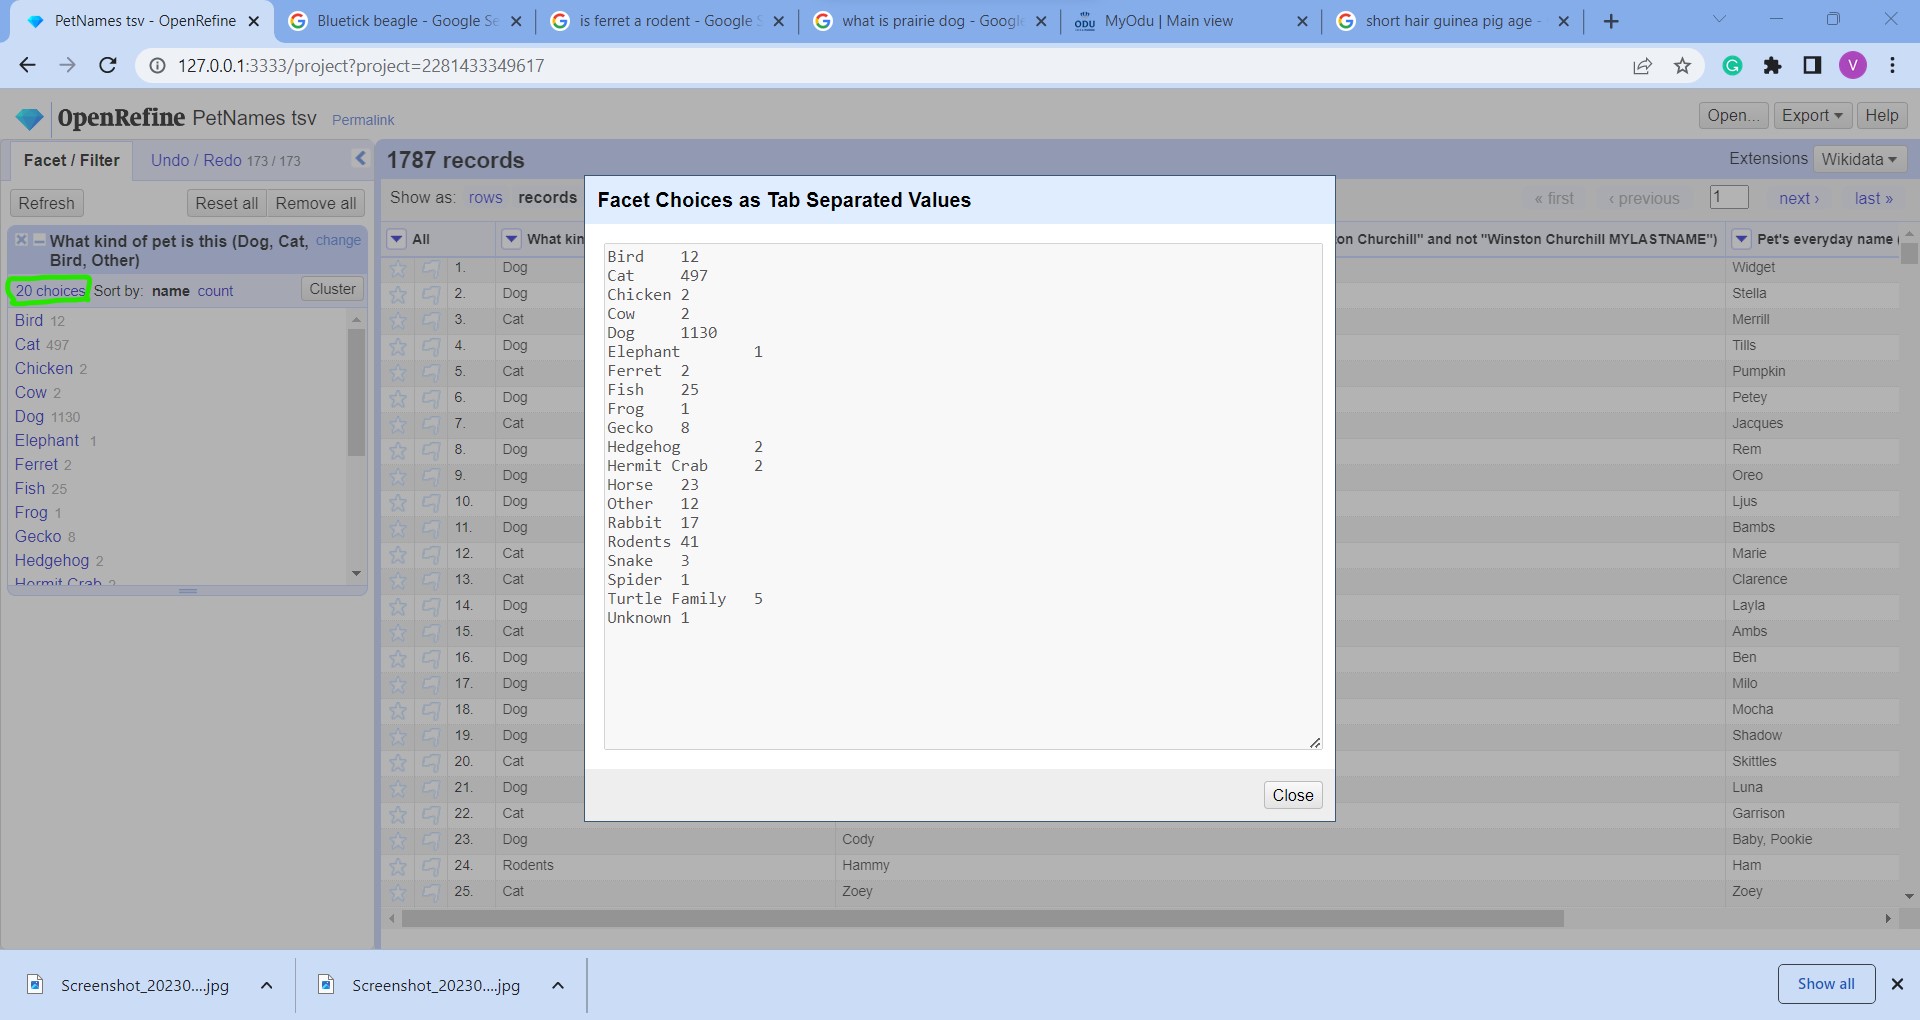 PetNames tsv - OpenRefine
Bluetick beagle - Google Se
is ferret a rodent - Google S
what is prairie dog - Google
ODU MyOdu | Main view
short hair guinea pig age -
127.0.0.1:3333/project?project=2281433349617
V
OpenRefine PetNames tsv Permalink
Open... Export Help
Facet / Filter Undo / Redo 173 / 173
1787 records
Extensions Wikidata
Refresh Reset all Remove all
Show as: rows records
« first ‹ previous 1 next › last »
What kind of pet is this (Dog, Cat, change
Bird, Other)
20 choices Sort by: name count Cluster
Bird 12
Cat 497
Chicken 2
Cow 2
Dog 1130
Elephant 1
Ferret 2
Fish 25
Frog 1
Gecko 8
Hedgehog 2
Hermit Crab 2
All What kin on Churchill" and not "Winston Churchill MYLASTNAME") Pet's everyday name (
1. Dog Widget
2. Dog Stella
3. Cat Merrill
4. Dog Tills
5. Cat Pumpkin
6. Dog Petey
7. Cat Jacques
8. Dog Rem
9. Dog Oreo
10. Dog Ljus
11. Dog Bambs
12. Cat Marie
13. Cat Clarence
14. Dog Layla
15. Cat Ambs
16. Dog Ben
17. Dog Milo
18. Dog Mocha
19. Dog Shadow
20. Cat Skittles
21. Dog Luna
22. Cat Garrison
23. Dog Cody Baby, Pookie
24. Rodents Hammy Ham
25. Cat Zoey Zoey
Facet Choices as Tab Separated Values
Bird 12
Cat 497
Chicken 2
Cow 2
Dog 1130
Elephant 1
Ferret 2
Fish 25
Frog 1
Gecko 8
Hedgehog 2
Hermit Crab 2
Horse 23
Other 12
Rabbit 17
Rodents 41
Snake 3
Spider 1
Turtle Family 5
Unknown 1
Close
Screenshot_20230....jpg
Screenshot_20230....jpg
Show all